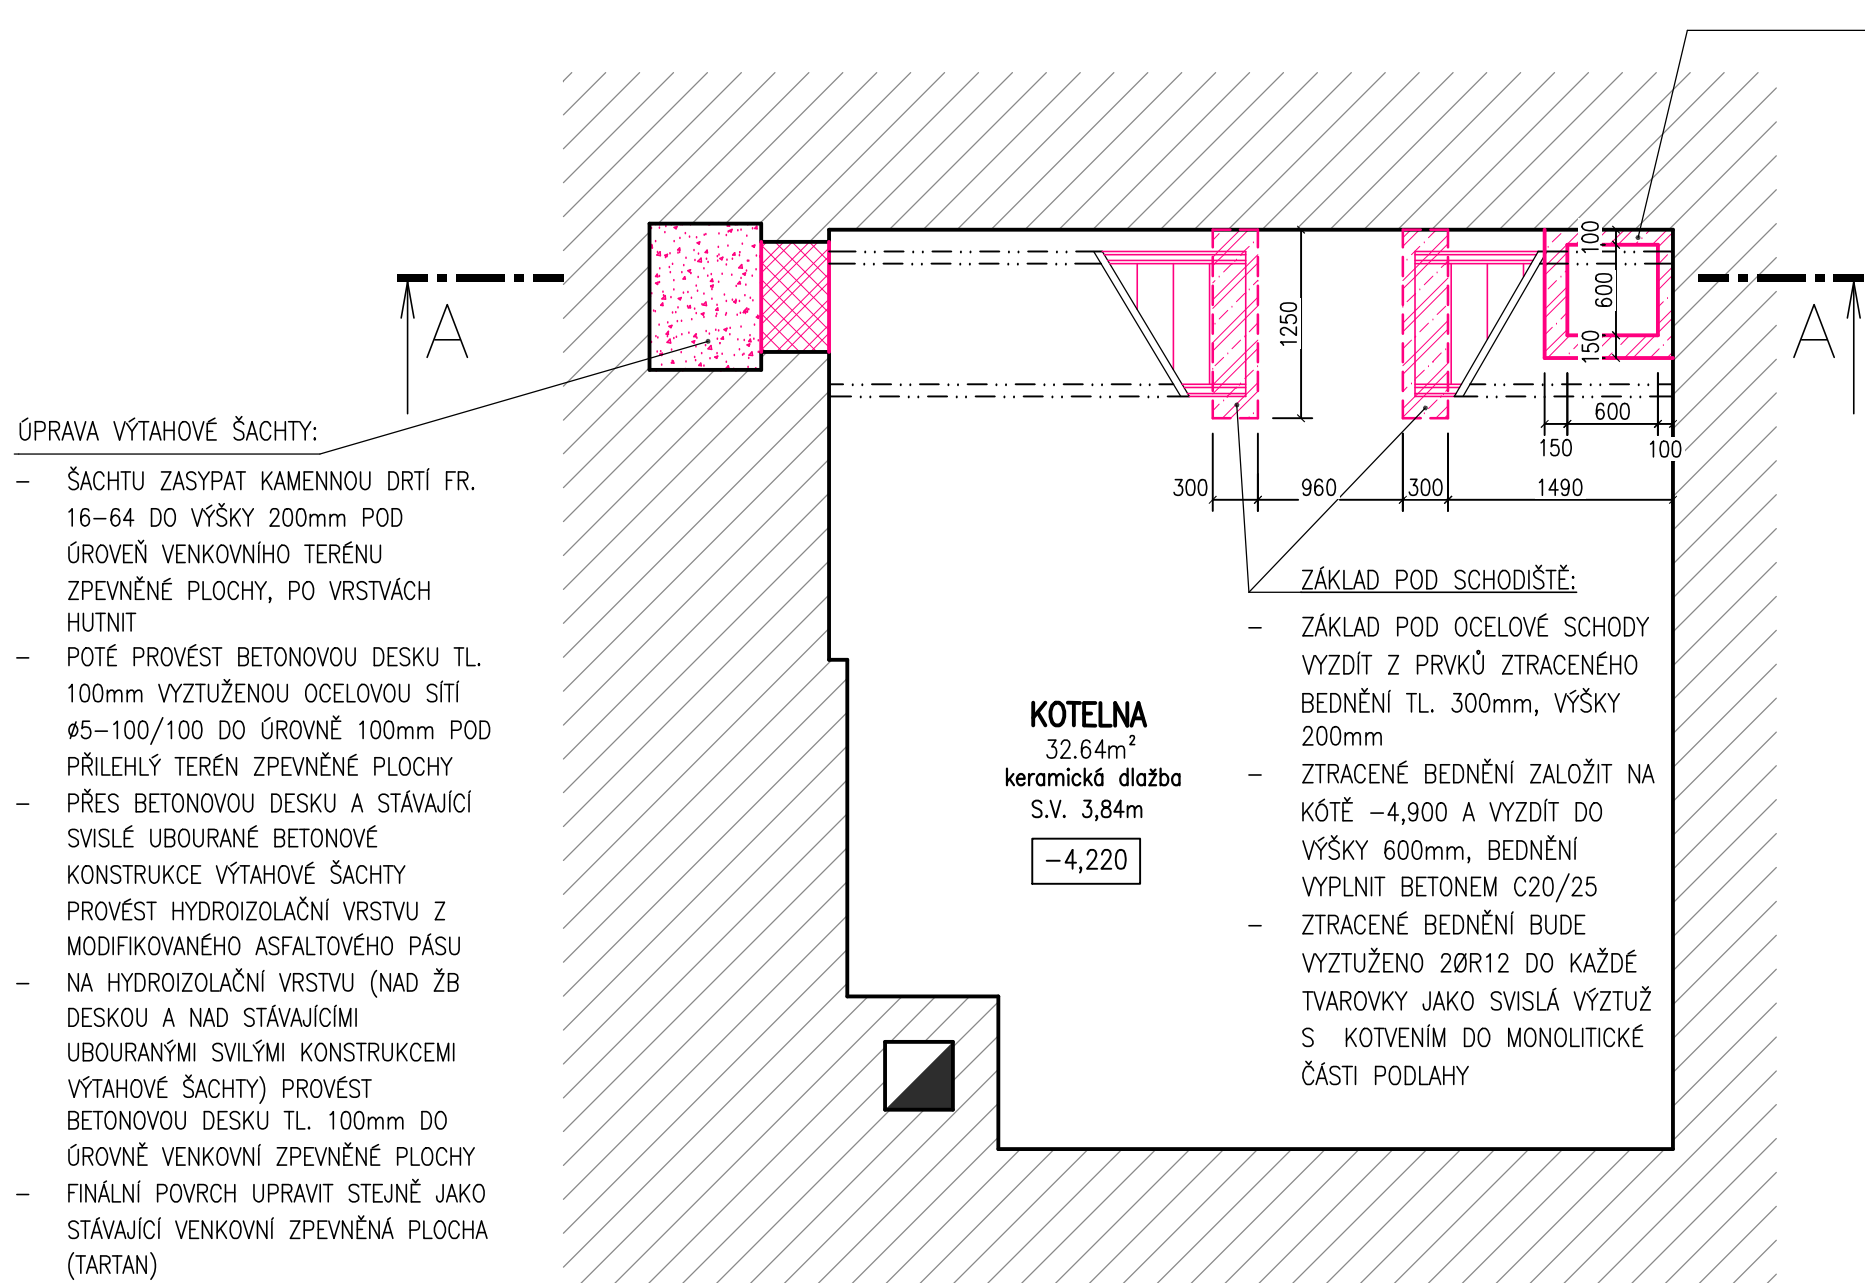 100
600
150
1250
A
A
600
150
100
300
960
300
1490
ÚPRAVA VÝTAHOVÉ ŠACHTY:
– ŠACHTU ZASYPAT KAMENNOU DRTÍ FR.
16–64 DO VÝŠKY 200mm POD
ÚROVEŇ VENKOVNÍHO TERÉNU
ZPEVNĚNÉ PLOCHY, PO VRSTVÁCH
HUTNIT
– POTÉ PROVÉST BETONOVOU DESKU TL.
100mm VYZTUŽENOU OCELOVOU SÍTÍ
ø5–100/100 DO ÚROVNĚ 100mm POD
PŘILEHLÝ TERÉN ZPEVNĚNÉ PLOCHY
– PŘES BETONOVOU DESKU A STÁVAJÍCÍ
SVISLÉ UBOURANÉ BETONOVÉ
KONSTRUKCE VÝTAHOVÉ ŠACHTY
PROVÉST HYDROIZOLAČNÍ VRSTVU Z
MODIFIKOVANÉHO ASFALTOVÉHO PÁSU
– NA HYDROIZOLAČNÍ VRSTVU (NAD ŽB
DESKOU A NAD STÁVAJÍCÍMI
UBOURANÝMI SVILÝMI KONSTRUKCEMI
VÝTAHOVÉ ŠACHTY) PROVÉST
BETONOVOU DESKU TL. 100mm DO
ÚROVNĚ VENKOVNÍ ZPEVNĚNÉ PLOCHY
– FINÁLNÍ POVRCH UPRAVIT STEJNĚ JAKO
STÁVAJÍCÍ VENKOVNÍ ZPEVNĚNÁ PLOCHA
(TARTAN)
KOTELNA
32.64m²
keramická dlažba
S.V. 3,84m
–4,220
ZÁKLAD POD SCHODIŠTĚ:
– ZÁKLAD POD OCELOVÉ SCHODY
VYZDÍT Z PRVKŮ ZTRACENÉHO
BEDNĚNÍ TL. 300mm, VÝŠKY
200mm
– ZTRACENÉ BEDNĚNÍ ZALOŽIT NA
KÓTĚ –4,900 A VYZDÍT DO
VÝŠKY 600mm, BEDNĚNÍ
VYPLNIT BETONEM C20/25
– ZTRACENÉ BEDNĚNÍ BUDE
VYZTUŽENO 2ØR12 DO KAŽDÉ
TVAROVKY JAKO SVISLÁ VÝZTUŽ
S KOTVENÍM DO MONOLITICKÉ
ČÁSTI PODLAHY